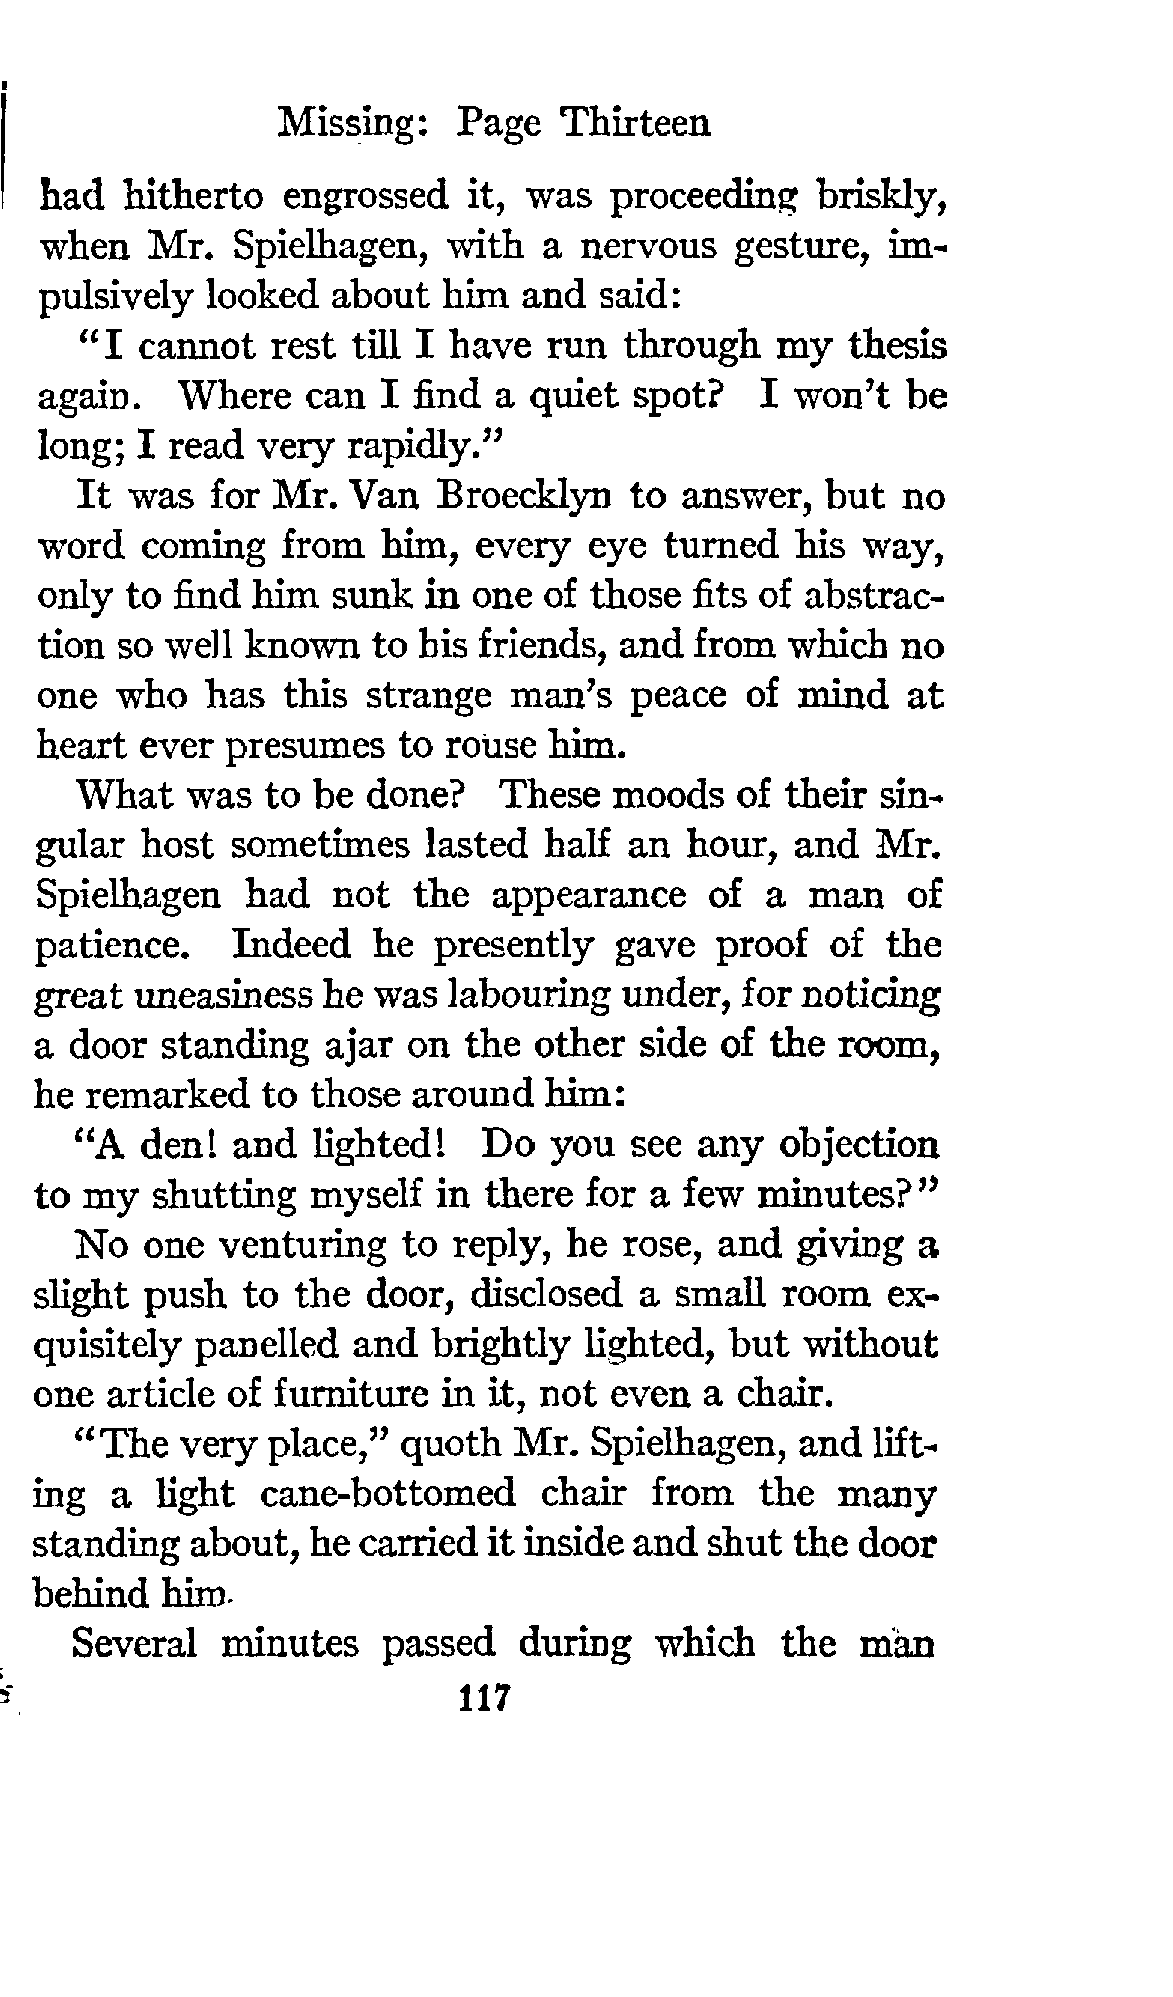 Missing: Page Thirteen
had hitherto engrossed it, was proceeding briskly,
when Mr. Spielhagen, with a nervous gesture, im-
pulsively looked about him and said:
"I cannot rest till I have run through my thesis
again. Where can I find a quiet spot? I won't be
long; I read very rapidly."
It was for Mr. Van Broecklyn to answer, but no
word coming from him, every eye turned his way,
only to find him sunk in one of those fits of abstrac-
tion so well known to his friends, and from which no
one who has this strange man's peace of mind at
heart ever presumes to rouse him.
What was to be done? These moods of their sin-
gular host sometimes lasted half an hour, and Mr.
Spielhagen had not the appearance of a man of
patience. Indeed he presently gave proof of the
great uneasiness he was labouring under, for noticing
a door standing ajar on the other side of the room,
he remarked to those around him:
"A den! and lighted! Do you see any objection
to my shutting myself in there for a few minutes?"
No one venturing to reply, he rose, and giving a
slight push to the door, disclosed a small room ex-
quisitely panelled and brightly lighted, but without
one article of furniture in it, not even a chair.
"The very place," quoth Mr. Spielhagen, and lift-
ing a light cane-bottomed chair from the many
standing about, he carried it inside and shut the door
behind him.
Several minutes passed during which the man
117